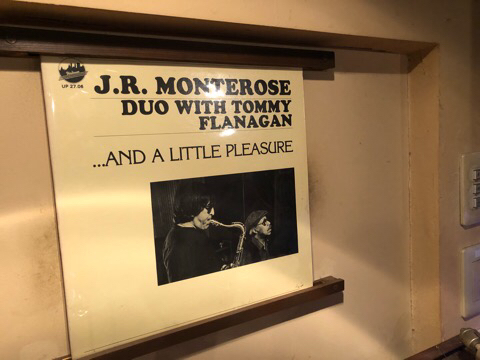 UP 27.06
J.R. MONTEROSE
DUO WITH TOMMY
FLANAGAN
...AND A LITTLE PLEASURE